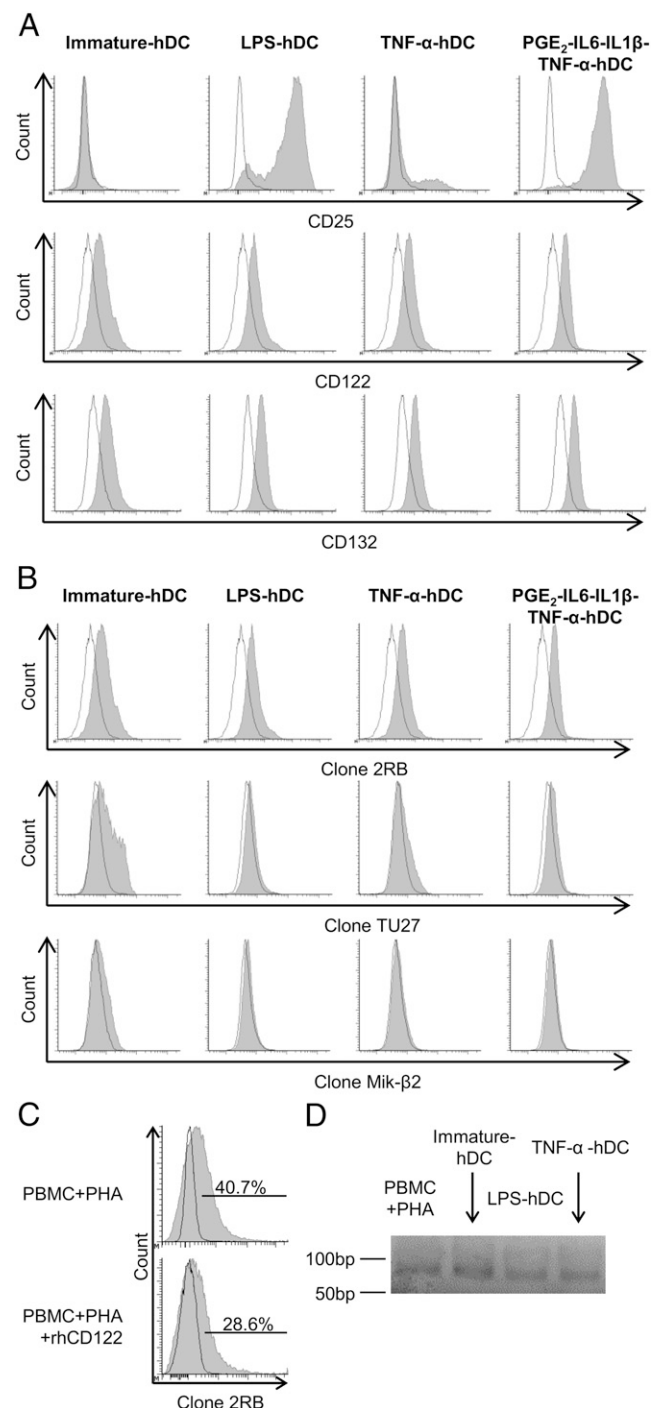 A
Immature-hDC LPS-hDC TNF-α-hDC PGE2-IL6-IL1β-
TNF-α-hDC
Count
CD25
Count
CD122
Count
CD132
B
Immature-hDC LPS-hDC TNF-α-hDC PGE2-IL6-IL1β-
TNF-α-hDC
Count
Clone 2RB
Count
Clone TU27
Count
Clone Mik-β2
C
PBMC+PHA
40.7%
Count
PBMC+PHA
+rhCD122
28.6%
Clone 2RB
D
Immature-
hDC
TNF-α -hDC
PBMC
+PHA
LPS-hDC
100bp
50bp